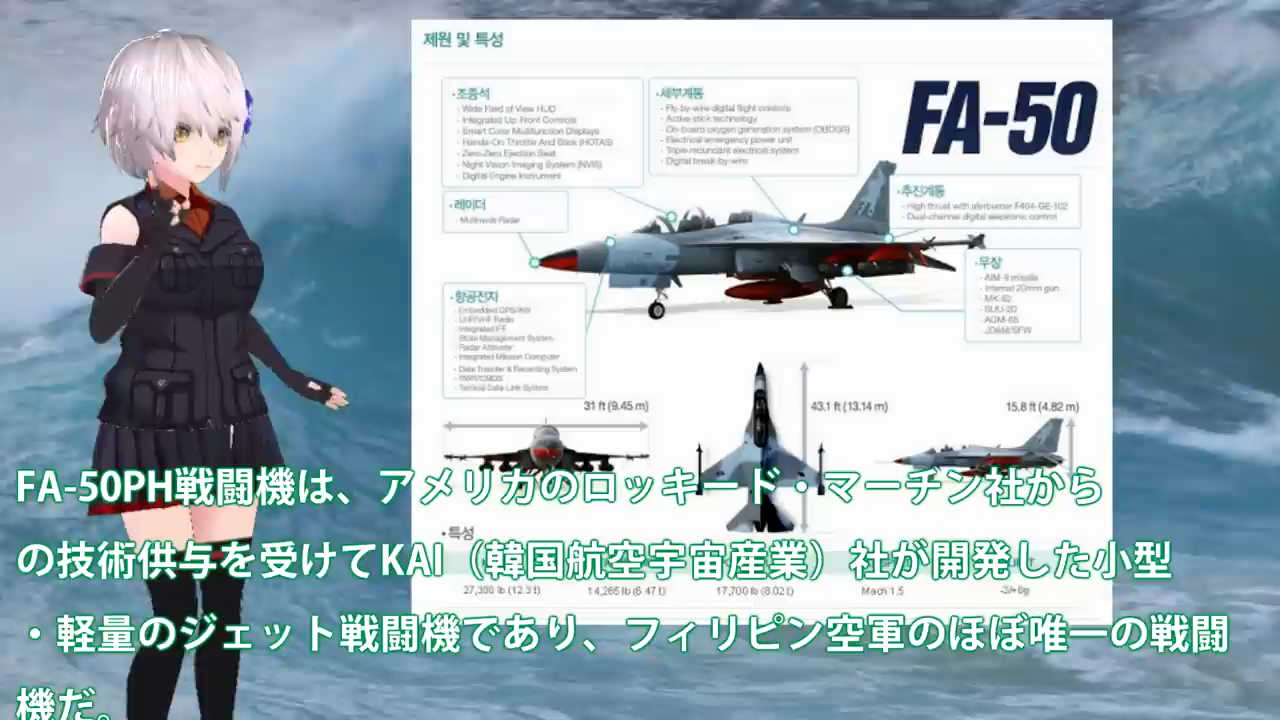 제원 및 특성
FA-50
· 조종석
- Wide Field of View HUD
- Integrated Up Front Controls
- Smart Color Multifunction Displays
- Hands-On Throttle And Stick (HOTAS)
- Zero-Zero Ejection Seat
- Night Vision Imaging System (NVIS)
- Digital Engine Instrument
· 세부계통
- Fly-by-wire digital flight controls
- Active stick technology
- On-board oxygen generation system (OBOGS)
- Electrical emergency power unit
- Triple-redundant electrical system
- Digital break-by-wire
· 레이더
- Multimode Radar
· 추진계통
- High thrust with afterburner F404-GE-102
- Dual-channel digital electronic control
· 무장
- AIM-9 missile
- Internal 20mm gun
- MK-82
- SUU-20
- AGM-65
- JDAM/SFW
· 항공전자
- Embedded GPS/INS
- U/HF/VHF Radio
- Integrated IFF
- Store Management System
- Radar Altimeter
- Integrated Mission Computer
- Data Transfer & Recording System
- RWR/CMDS
- Tactical Data Link System
31 ft (9.45 m)
43.1 ft (13.14 m)
15.8 ft (4.82 m)
· 특성
27,300 lb (12.3 t) 14,265 lb (6.47 t) 17,700 lb (8.02 t) Mach 1.5 -3/+8g
FA-50PH戦闘機は、アメリカのロッキード・マーチン社から
の技術供与を受けてKAI（韓国航空宇宙産業）社が開発した小型
・軽量のジェット戦闘機であり、フィリピン空軍のほぼ唯一の戦闘
機だ。